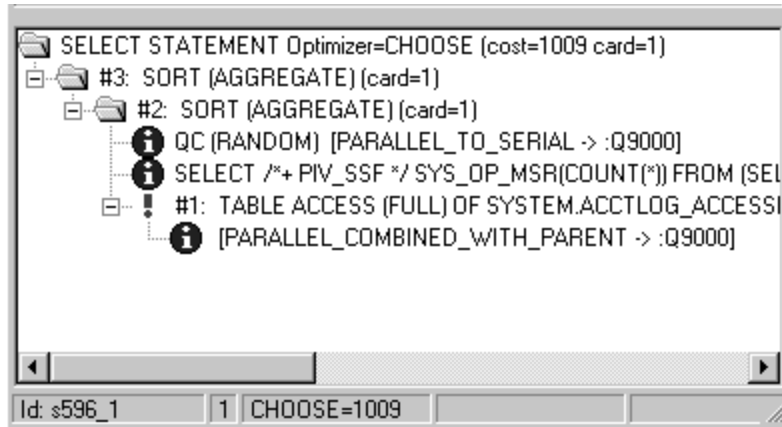 SELECT STATEMENT Optimizer=CHOOSE (cost=1009 card=1)
#3: SORT (AGGREGATE) (card=1)
#2: SORT (AGGREGATE) (card=1)
QC (RANDOM) [PARALLEL_TO_SERIAL -> :Q9000]
SELECT /*+ PIV_SSF */ SYS_OP_MSR(COUNT(*)) FROM (SEL
#1: TABLE ACCESS (FULL) OF SYSTEM.ACCTLOG_ACCESSI
[PARALLEL_COMBINED_WITH_PARENT -> :Q9000]
Id: s596_1 1 CHOOSE=1009